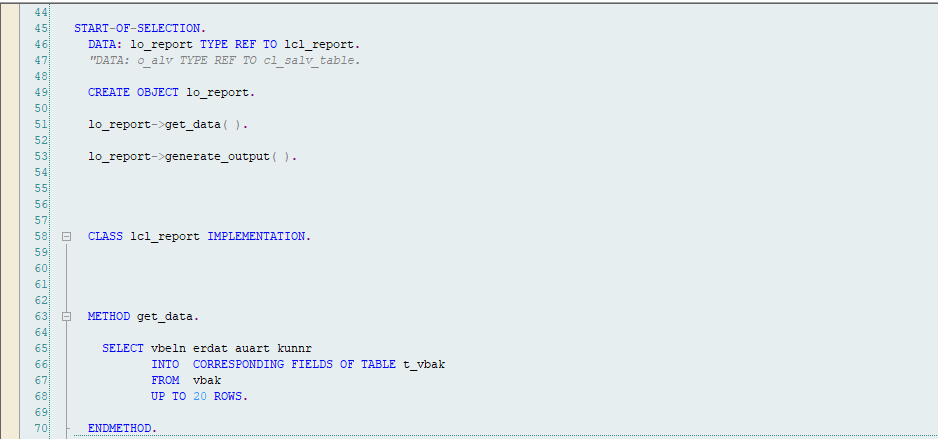 44
45 START-OF-SELECTION.
46 DATA: lo_report TYPE REF TO lcl_report.
47 "DATA: o_alv TYPE REF TO cl_salv_table.
48
49 CREATE OBJECT lo_report.
50
51 lo_report->get_data( ).
52
53 lo_report->generate_output( ).
54
55
56
57
58 CLASS lcl_report IMPLEMENTATION.
59
60
61
62
63 METHOD get_data.
64
65 SELECT vbeln erdat auart kunnr
66 INTO  CORRESPONDING FIELDS OF TABLE t_vbak
67 FROM  vbak
68 UP TO 20 ROWS.
69
70 ENDMETHOD.